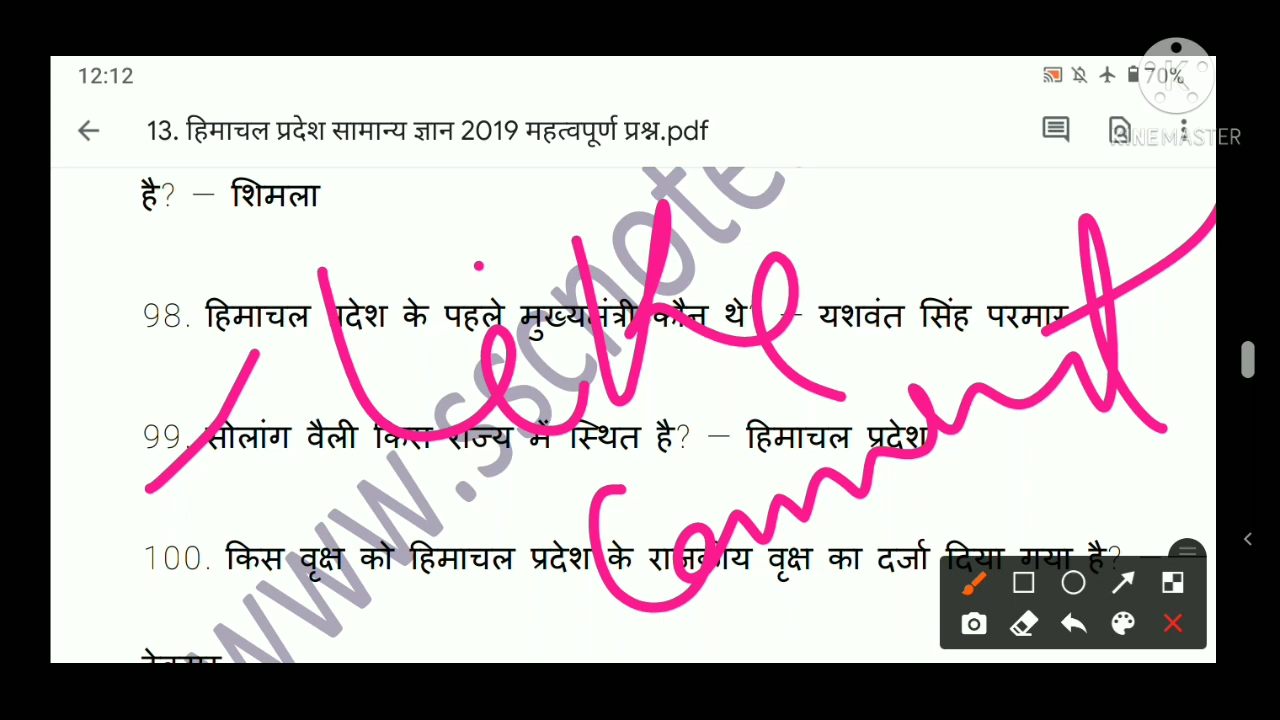 12:12
70%
KINEMASTER
13. हिमाचल प्रदेश सामान्य ज्ञान 2019 महत्वपूर्ण प्रश्न.pdf
है? – शिमला
98. हिमाचल प्रदेश के पहले मुख्यमंत्री कौन थे? – यशवंत सिंह परमार
99. सोलांग वैली किस राज्य में स्थित है? – हिमाचल प्रदेश
100. किस वृक्ष को हिमाचल प्रदेश के राजकीय वृक्ष का दर्जा दिया गया है? –
www.sscnote
Like
Comment